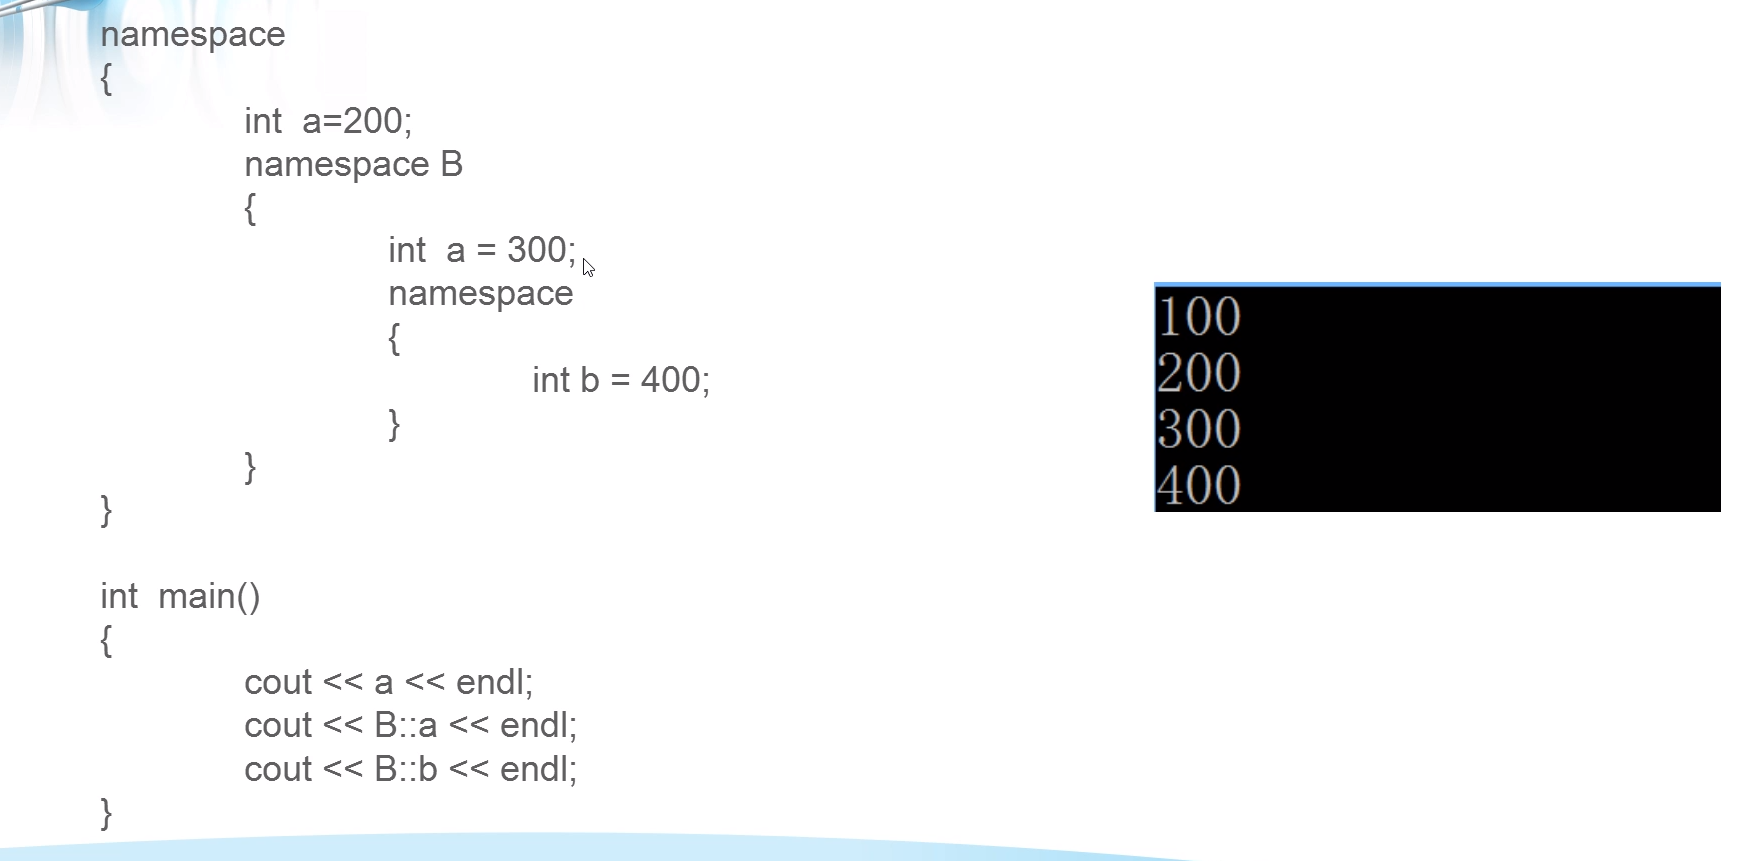 namespace
{
int  a=200;
namespace B
{
int  a = 300;
namespace
{
int b = 400;
}
}
}
int  main()
{
cout << a << endl;
cout << B::a << endl;
cout << B::b << endl;
}
100
200
300
400